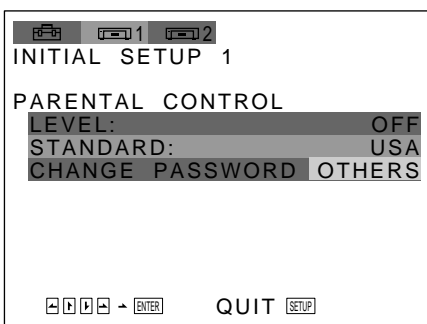 1 2
INITIAL SETUP 1
PARENTAL CONTROL
LEVEL: OFF
STANDARD: USA
CHANGE PASSWORD OTHERS
ENTER QUIT SETUP